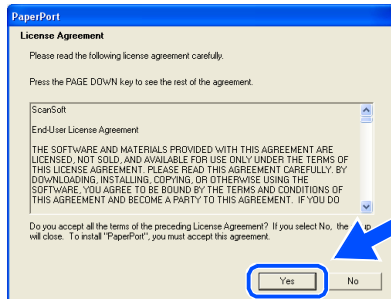 PaperPort
License Agreement
Please read the following license agreement carefully.
Press the PAGE DOWN key to see the rest of the agreement.
ScanSoft
End-User License Agreement
THE SOFTWARE AND MATERIALS PROVIDED WITH THIS AGREEMENT ARE
LICENSED, NOT SOLD, AND AVAILABLE FOR USE ONLY UNDER THE TERMS OF
THIS LICENSE AGREEMENT. PLEASE READ THIS AGREEMENT CAREFULLY. BY
DOWNLOADING, INSTALLING, COPYING, OR OTHERWISE USING THE
SOFTWARE, YOU AGREE TO BE BOUND BY THE TERMS AND CONDITIONS OF
THIS AGREEMENT AND BECOME A PARTY TO THIS AGREEMENT. IF YOU DO
Do you accept all the terms of the preceding License Agreement? If you select No, the
will close. To install "PaperPort", you must accept this agreement.
Yes No